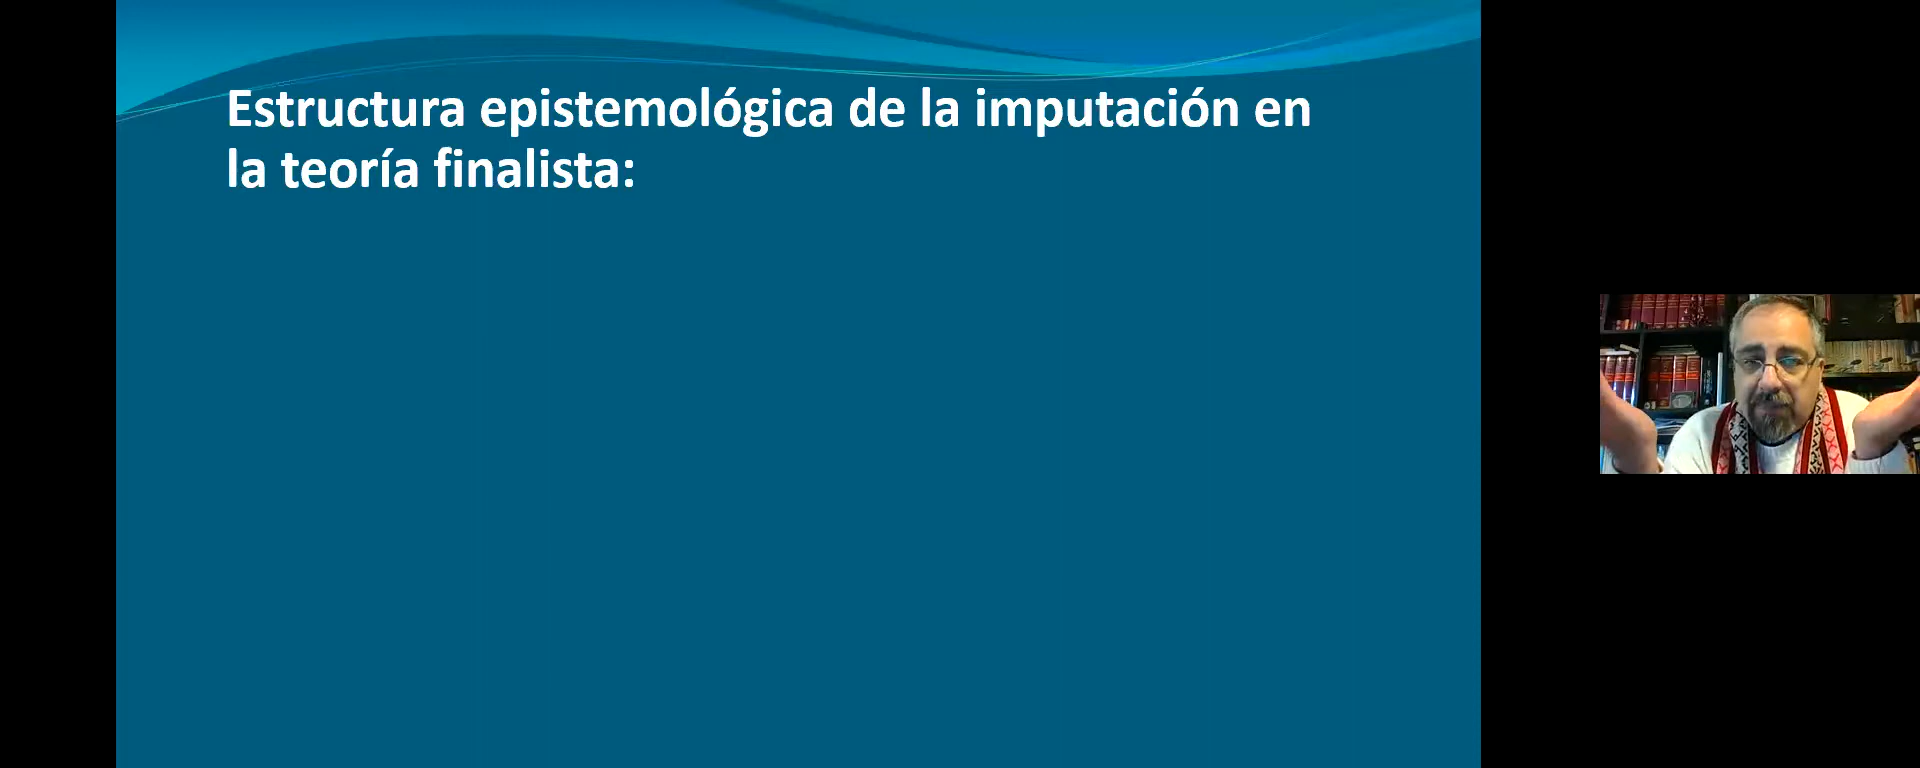 Estructura epistemológica de la imputación en
la teoría finalista: